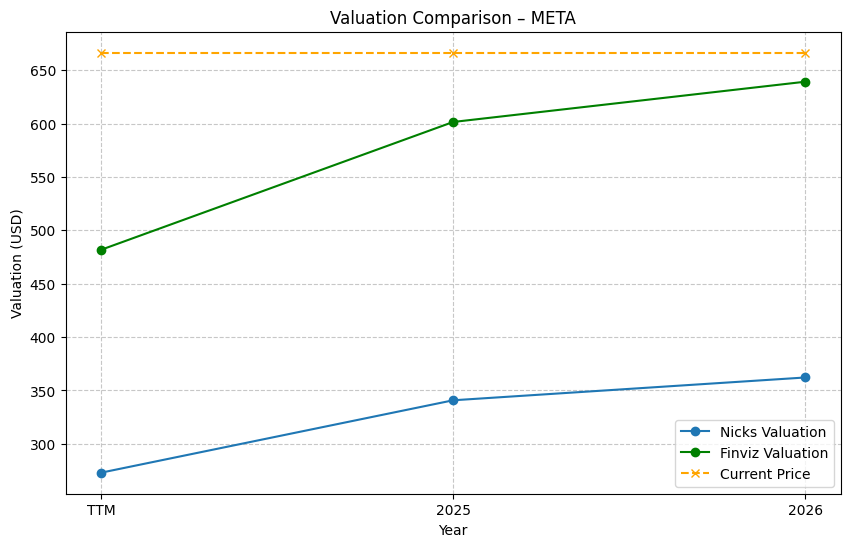 Valuation Comparison – META
Valuation (USD)
650
600
550
500
450
400
350
300
TTM
2025
2026
Year
Nicks Valuation
Finviz Valuation
Current Price